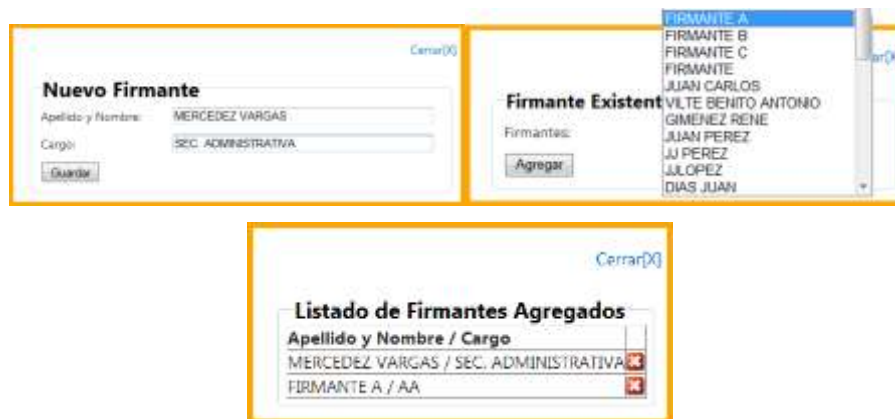 Cerrar[X]
Nuevo Firmante
Apellido y Nombre: MERCEDEZ VARGAS
Cargo: SEC. ADMINISTRATIVA
Guardar
FIRMANTE A
FIRMANTE B
FIRMANTE C
FIRMANTE
JUAN CARLOS
VILTE BENITO ANTONIO
GIMENEZ RENE
JUAN PEREZ
JJ PEREZ
JJLOPEZ
DIAS JUAN
Firmante Existent
Firmantes:
Agregar
Cerrar[X]
Listado de Firmantes Agregados
Apellido y Nombre / Cargo
MERCEDEZ VARGAS / SEC. ADMINISTRATIVA
FIRMANTE A / AA